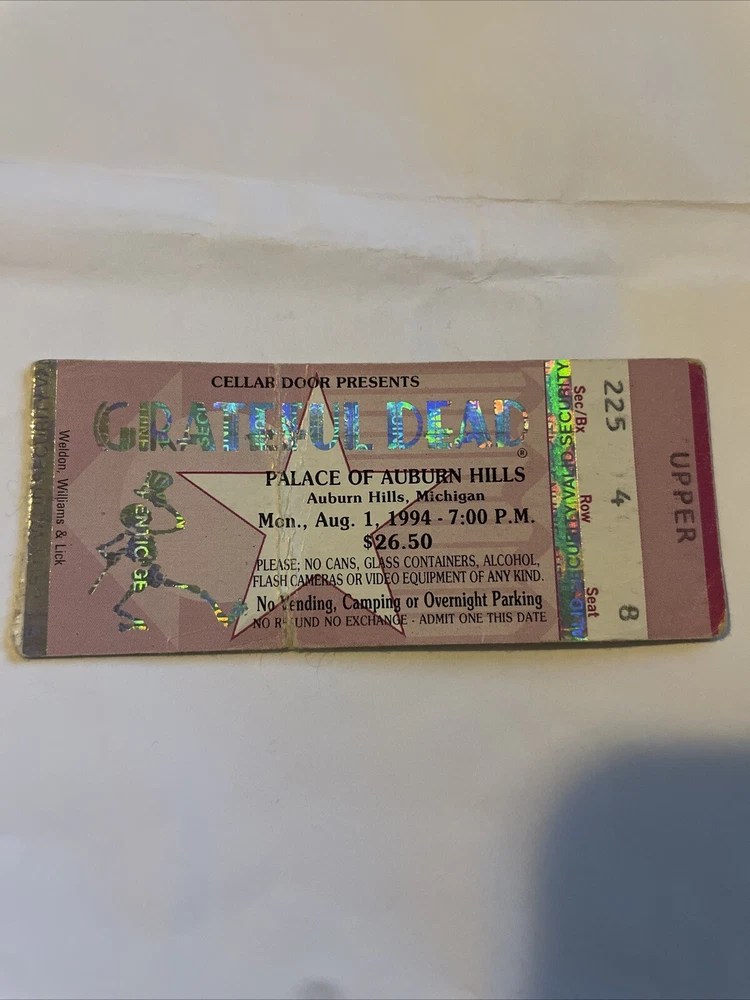 CELLAR DOOR PRESENTS
GRATEFUL DEAD®
PALACE OF AUBURN HILLS
Auburn Hills, Michigan
Mon., Aug. 1, 1994 - 7:00 P.M.
$26.50
PLEASE; NO CANS, GLASS CONTAINERS, ALCOHOL,
FLASH CAMERAS OR VIDEO EQUIPMENT OF ANY KIND.
No Vending, Camping or Overnight Parking
NO R UND NO EXCHANGE - ADMIT ONE THIS DATE
Weldon, Williams & Lick
Sec/Bx
225
Row
4
Seat
8
UPPER
VALID SECURITY